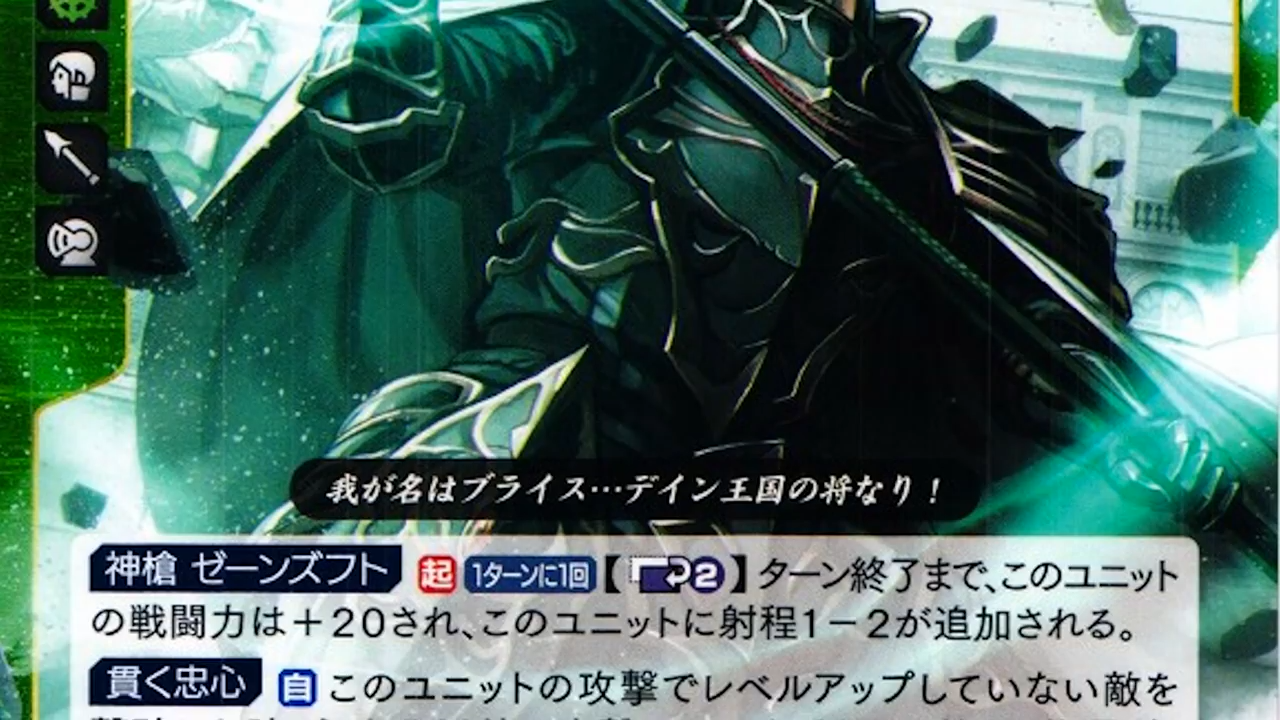 我が名はブライス…デイン王国の将なり！
神槍 ゼーンズフト 起 1ターンに1回【2】ターン終了まで、このユニット
の戦闘力は＋20され、このユニットに射程1－2が追加される。
貫く忠心 自 このユニットの攻撃でレベルアップしていない敵を